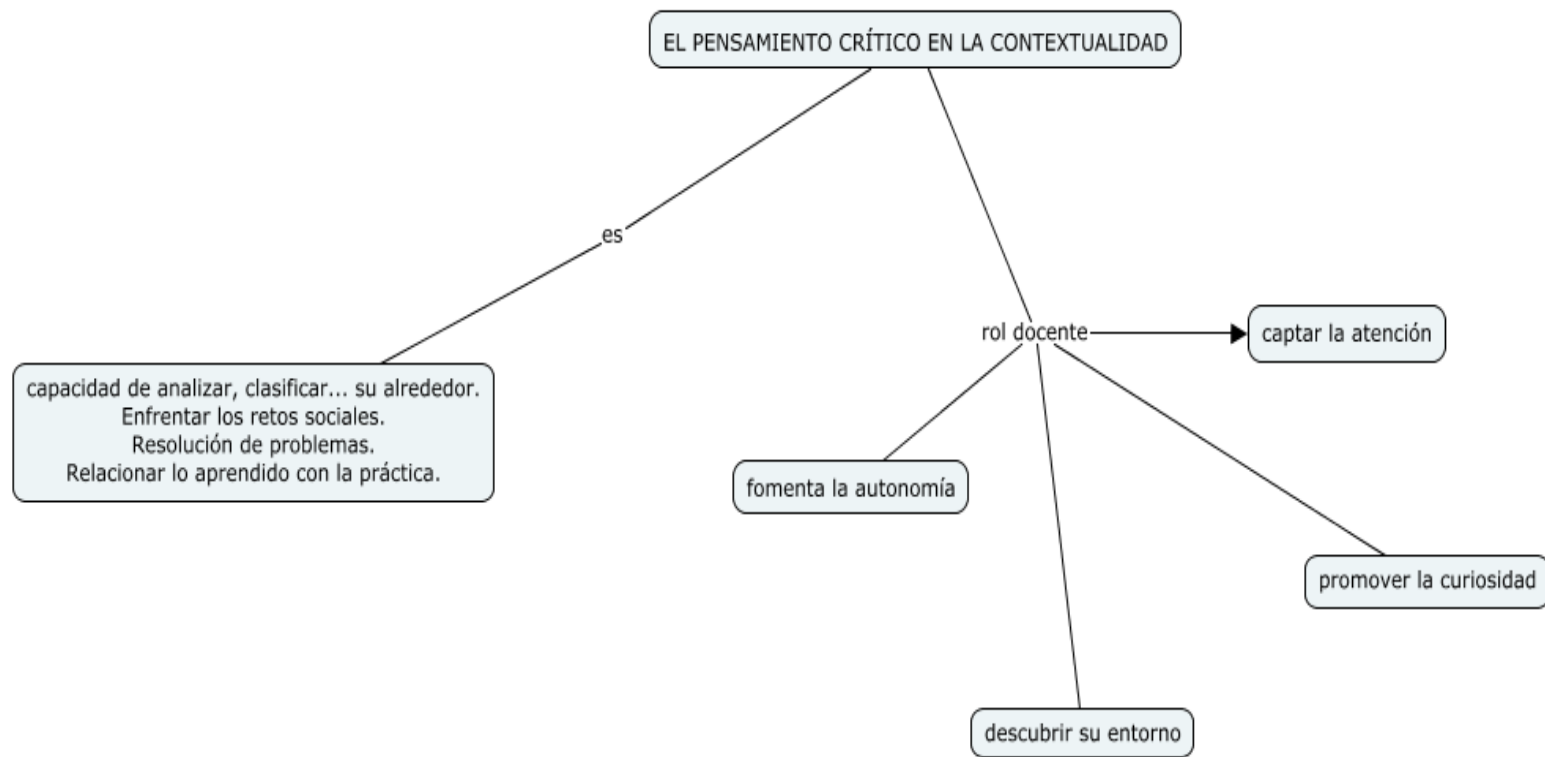 EL PENSAMIENTO CRÍTICO EN LA CONTEXTUALIDAD
es
capacidad de analizar, clasificar... su alrededor.
Enfrentar los retos sociales.
Resolución de problemas.
Relacionar lo aprendido con la práctica.
rol docente
captar la atención
fomenta la autonomía
promover la curiosidad
descubrir su entorno